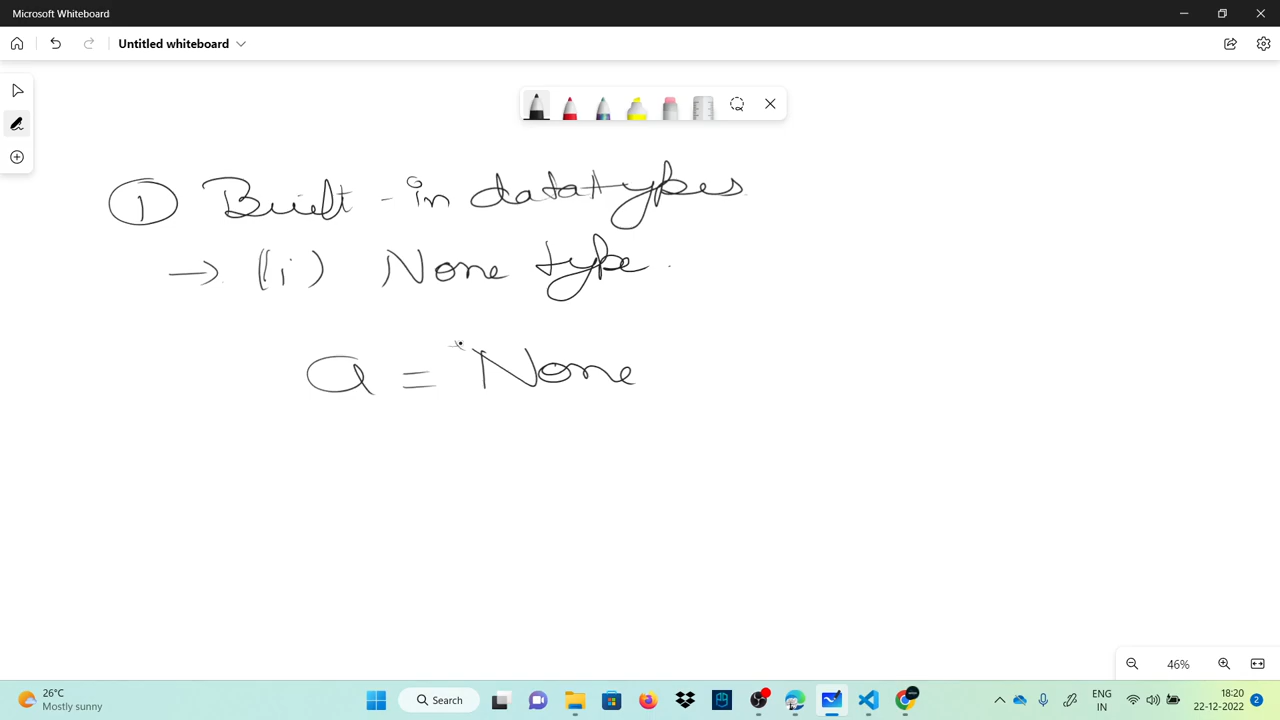 Microsoft Whiteboard
Untitled whiteboard
① Built-in datatypes
→ (i) None type.
a = None
46%
26°C
Mostly sunny
Search
ENG
IN
18:20
22-12-2022
2